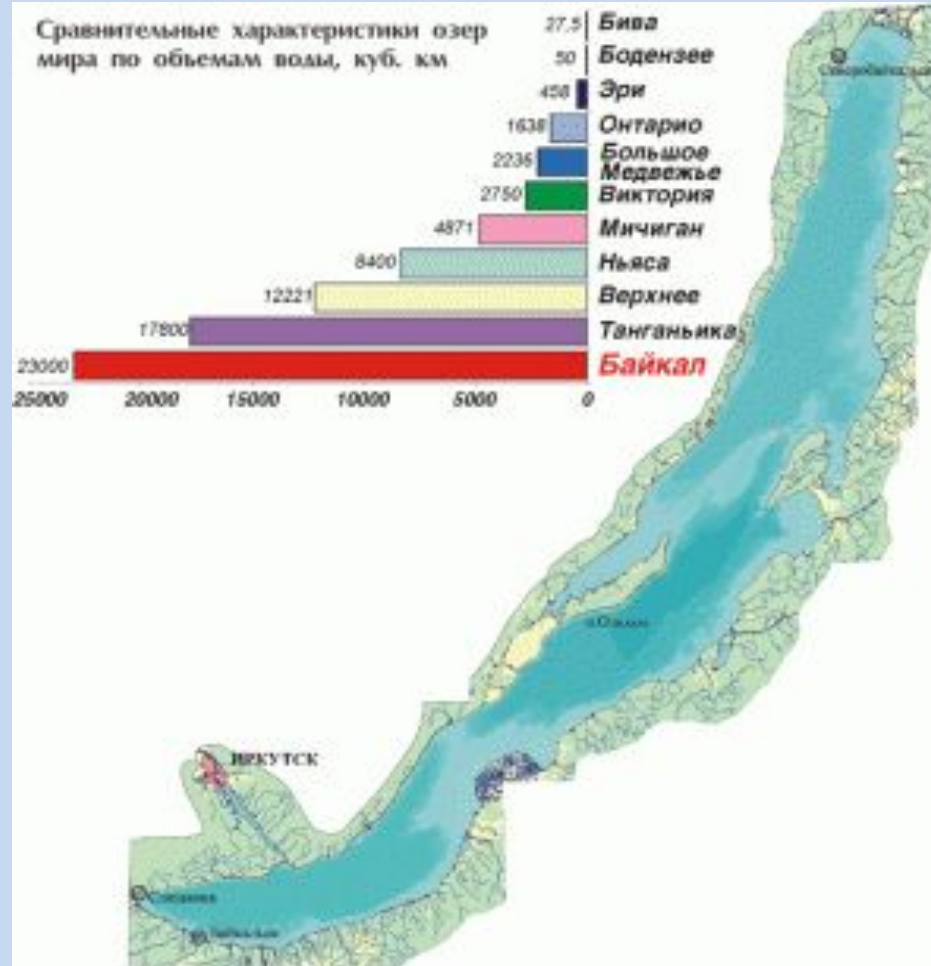 Сравнительные характеристики озер
мира по объемам воды, куб. км
27,5 Бива
50 Бодензее
458 Эри
1638 Онтарио
2236 Большое
Медвежье
2750 Виктория
4871 Мичиган
8400 Ньяса
12221 Верхнее
17800 Танганьика
23000 Байкал
25000 20000 15000 10000 5000 0
ИРКУТСК